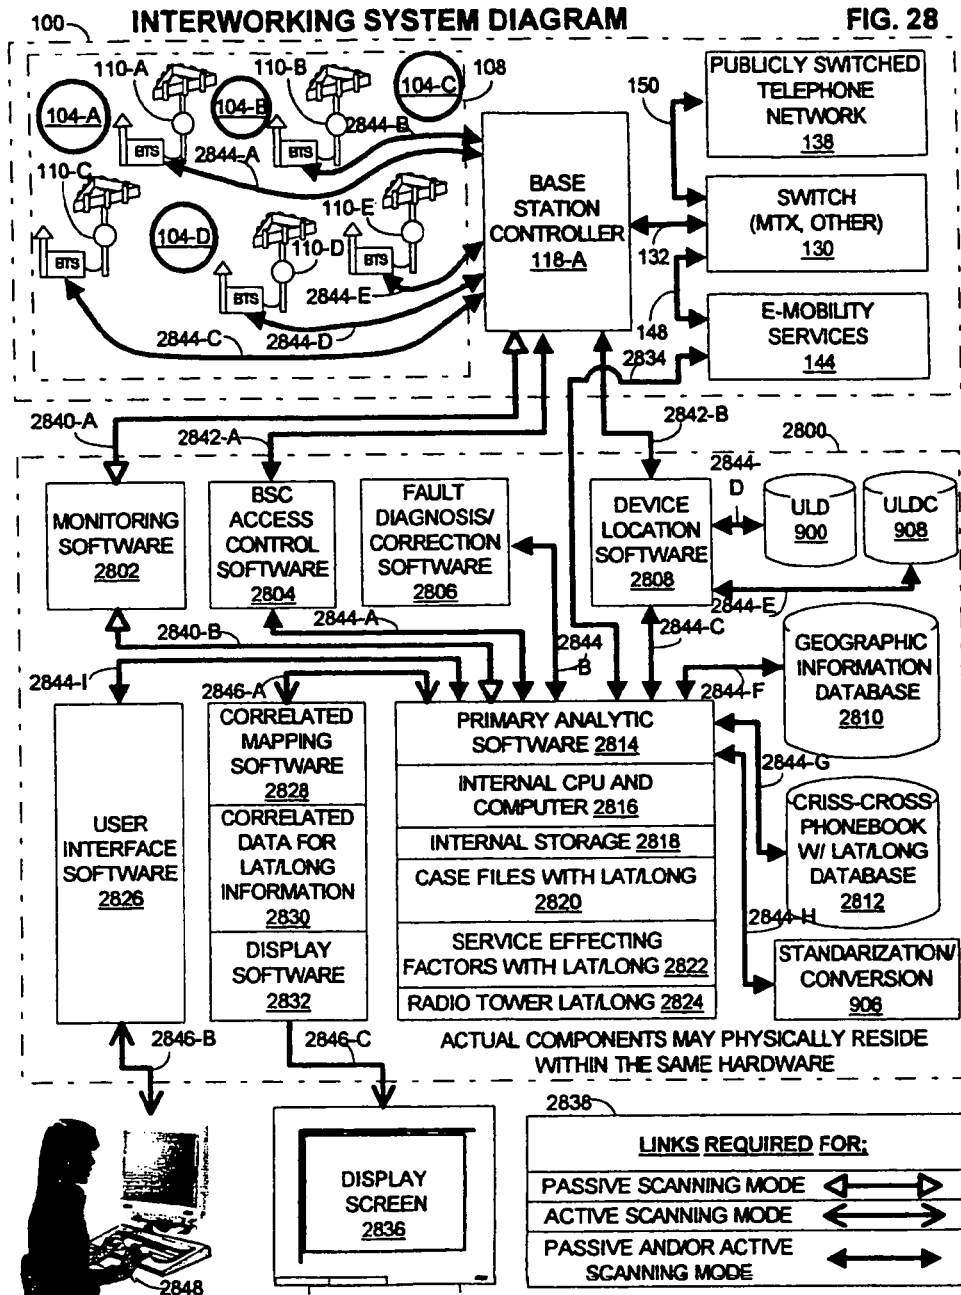 INTERWORKING SYSTEM DIAGRAM
FIG. 28
100
110-A
110-B
104-A
104-B
104-C
108
BTS
BTS
2844-A
2844-B
110-C
104-D
110-E
110-D
BTS
BTS
BTS
2844-E
2844-C
2844-D
BASE
STATION
CONTROLLER
118-A
150
132
148
2834
PUBLICLY SWITCHED
TELEPHONE
NETWORK
138
SWITCH
(MTX, OTHER)
130
E-MOBILITY
SERVICES
144
2840-A
2842-A
2842-B
2800
MONITORING
SOFTWARE
2802
BSC
ACCESS
CONTROL
SOFTWARE
2804
FAULT
DIAGNOSIS/
CORRECTION
SOFTWARE
2806
DEVICE
LOCATION
SOFTWARE
2808
2844-
D
ULD
900
ULDC
908
2844-E
2840-B
2844-A
2844
B
2844-C
2844-I
2846-A
2844-F
GEOGRAPHIC
INFORMATION
DATABASE
2810
USER
INTERFACE
SOFTWARE
2826
CORRELATED
MAPPING
SOFTWARE
2828
CORRELATED
DATA FOR
LAT/LONG
INFORMATION
2830
DISPLAY
SOFTWARE
2832
PRIMARY ANALYTIC
SOFTWARE 2814
INTERNAL CPU AND
COMPUTER 2816
INTERNAL STORAGE 2818
CASE FILES WITH LAT/LONG
2820
SERVICE EFFECTING
FACTORS WITH LAT/LONG 2822
RADIO TOWER LAT/LONG 2824
2844-G
CRISS-CROSS
PHONEBOOK
W/ LAT/LONG
DATABASE
2812
2844-H
STANDARIZATION/
CONVERSION
906
2846-B
2846-C
ACTUAL COMPONENTS MAY PHYSICALLY RESIDE
WITHIN THE SAME HARDWARE
2848
DISPLAY
SCREEN
2836
2838
LINKS REQUIRED FOR:
PASSIVE SCANNING MODE
ACTIVE SCANNING MODE
PASSIVE AND/OR ACTIVE
SCANNING MODE